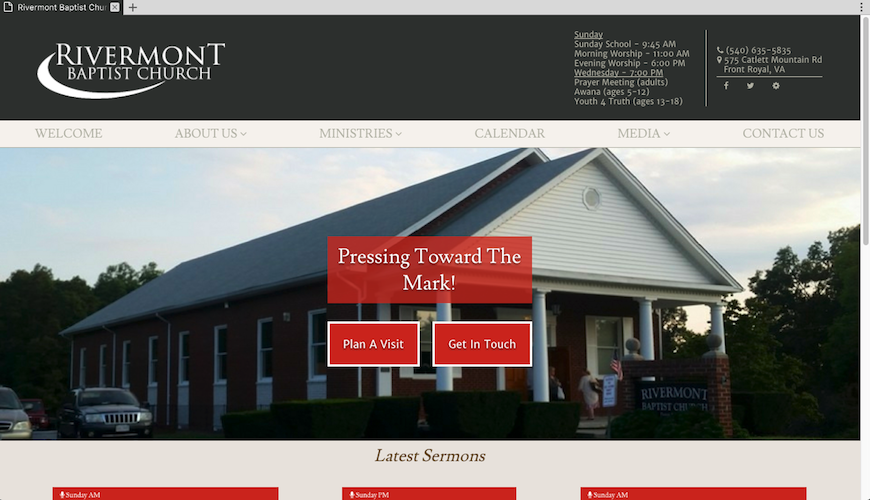 Rivermont Baptist Chur
RIVERMONT
BAPTIST CHURCH
Sunday
Sunday School - 9:45 AM
Morning Worship - 11:00 AM
Evening Worship - 6:00 PM
Wednesday - 7:00 PM
Prayer Meeting (adults)
Awana (ages 5-12)
Youth 4 Truth (ages 13-18)
(540) 635-5835
575 Catlett Mountain Rd
Front Royal, VA
WELCOME ABOUT US MINISTRIES CALENDAR MEDIA CONTACT US
Pressing Toward The
Mark!
Plan A Visit Get In Touch
RIVERMONT
BAPTIST CHURCH
Latest Sermons
Sunday AM Sunday PM Sunday AM